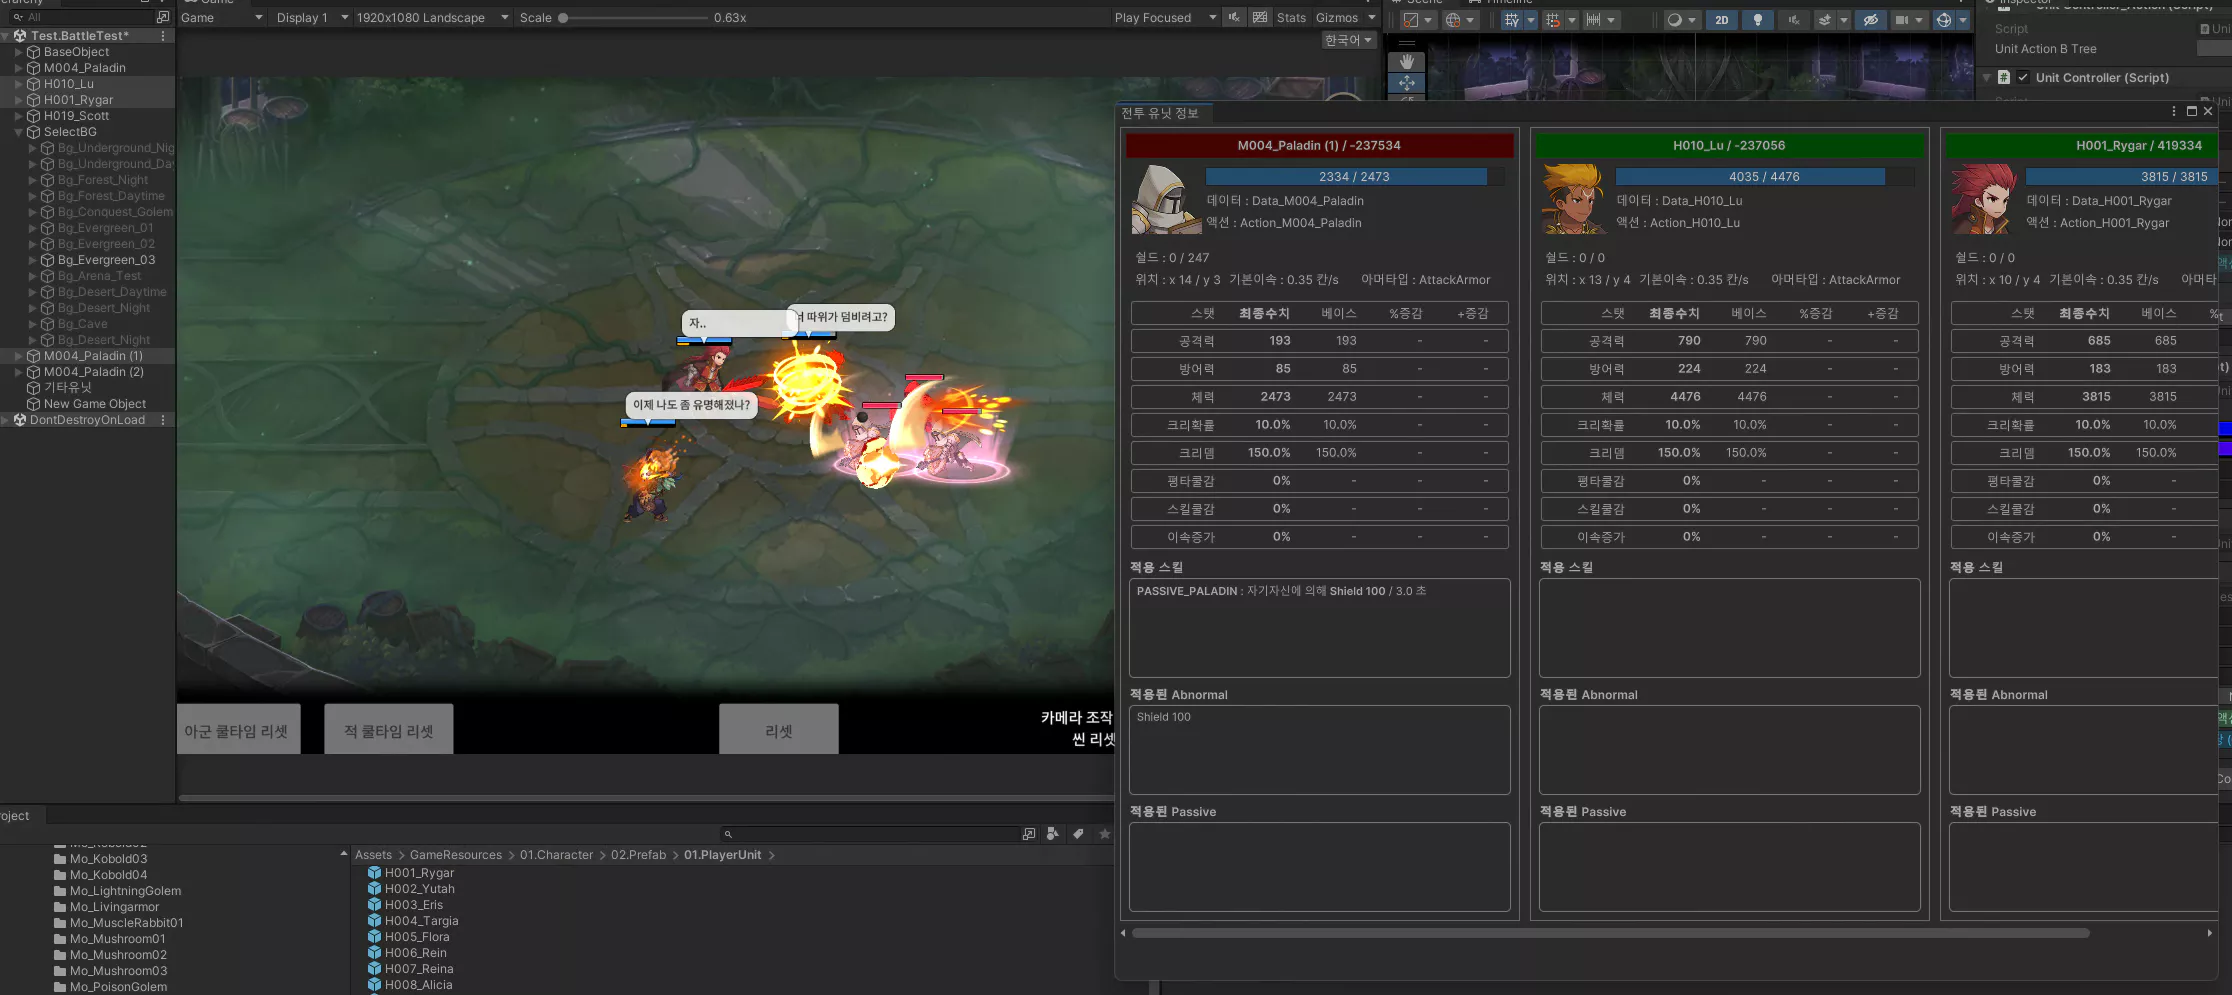 Game
All
Game
Display 1
1920x1080 Landscape
Scale
0.63x
Play Focused
Stats
Gizmos
한국어
Test.BattleTest*
BaseObject
M004_Paladin
H010_Lu
H001_Rygar
H019_Scott
SelectBG
Bg_Underground_Nig
Bg_Underground_Da
Bg_Forest_Night
Bg_Forest_Daytime
Bg_Conquest_Golem
Bg_Evergreen_01
Bg_Evergreen_02
Bg_Evergreen_03
Bg_Arena_Test
Bg_Desert_Daytime
Bg_Desert_Night
Bg_Cave
Bg_Desert_Night
M004_Paladin (1)
M004_Paladin (2)
기타유닛
New Game Object
DontDestroyOnLoad
자..
따위가 덤비려고?
이제 나도 좀 유명해졌나?
아군 쿨타임 리셋
적 쿨타임 리셋
리셋
카메라 조작
씬 리셋
2D
Script
Unit Action B Tree
Unit Controller (Script)
전투 유닛 정보
M004_Paladin (1) / -237534
2334 / 2473
데이터 : Data_M004_Paladin
액션 : Action_M004_Paladin
쉴드 : 0 / 247
위치 : x 14 / y 3 기본이속 : 0.35 칸/s 아머타입 : AttackArmor
스탯 최종수치 베이스 %증감 +증감
공격력 193 193 - -
방어력 85 85 - -
체력 2473 2473 - -
크리확률 10.0% 10.0% - -
크리뎀 150.0% 150.0% - -
평타쿨감 0% - - -
스킬쿨감 0% - - -
이속증가 0% - - -
적용 스킬
PASSIVE_PALADIN : 자기자신에 의해 Shield 100 / 3.0 초
적용된 Abnormal
Shield 100
적용된 Passive
H010_Lu / -237056
4035 / 4476
데이터 : Data_H010_Lu
액션 : Action_H010_Lu
쉴드 : 0 / 0
위치 : x 13 / y 4 기본이속 : 0.35 칸/s 아머타입 : AttackArmor
스탯 최종수치 베이스 %증감 +증감
공격력 790 790 - -
방어력 224 224 - -
체력 4476 4476 - -
크리확률 10.0% 10.0% - -
크리뎀 150.0% 150.0% - -
평타쿨감 0% - - -
스킬쿨감 0% - - -
이속증가 0% - - -
적용 스킬
적용된 Abnormal
적용된 Passive
H001_Rygar / 419334
3815 / 3815
데이터 : Data_H001_Rygar
액션 : Action_H001_Rygar
쉴드 : 0 / 0
위치 : x 10 / y 4 기본이속 : 0.35 칸/s 아머타
스탯 최종수치 베이스 %
공격력 685 685
방어력 183 183
체력 3815 3815
크리확률 10.0% 10.0%
크리뎀 150.0% 150.0%
평타쿨감 0% -
스킬쿨감 0% -
이속증가 0% -
적용 스킬
적용된 Abnormal
적용된 Passive
oject
Mo_Kobold03
Mo_Kobold04
Mo_LightningGolem
Mo_Livingarmor
Mo_MuscleRabbit01
Mo_Mushroom01
Mo_Mushroom02
Mo_Mushroom03
Mo_PoisonGolem
Assets > GameResources > 01.Character > 02.Prefab > 01.PlayerUnit >
H001_Rygar
H002_Yutah
H003_Eris
H004_Targia
H005_Flora
H006_Rein
H007_Reina
H008_Alicia